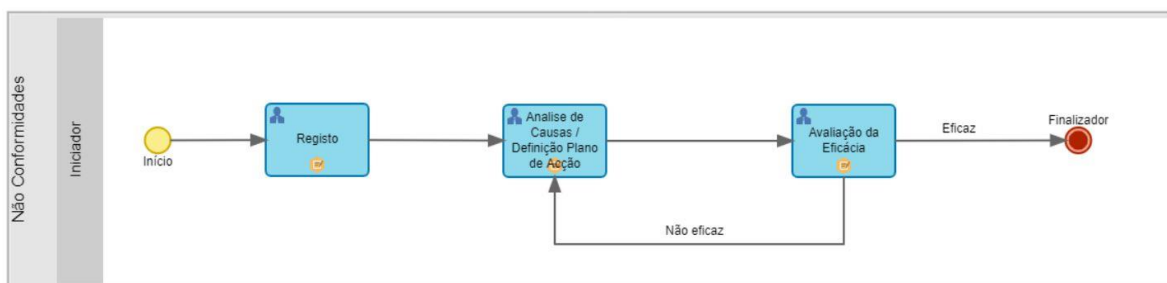 Não Conformidades
Iniciador
Início
Registo
Analise de
Causas /
Definição Plano
de Acção
Avaliação da
Eficácia
Eficaz
Finalizador
Não eficaz